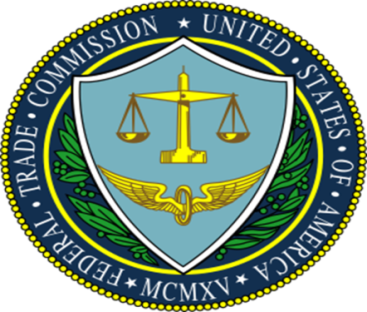 FEDERAL · TRADE · COMMISSION ★ UNITED · STATES · OF · AMERICA
★ · MCMXV · ★